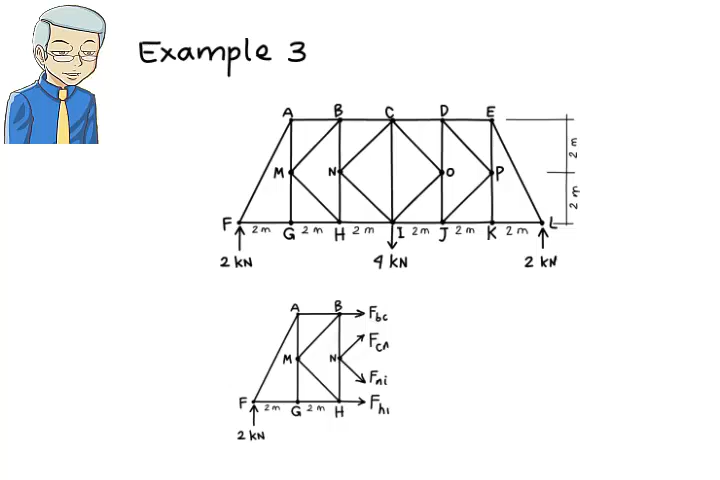 Example 3
A B C D E
2 m
M N O P
2 m
F G H I J K L
2 m 2 m 2 m 2 m 2 m 2 m
2 kN 4 kN 2 kN
A B Fbc
Fcn
M N
Fni
F G H Fhi
2 m 2 m
2 kN